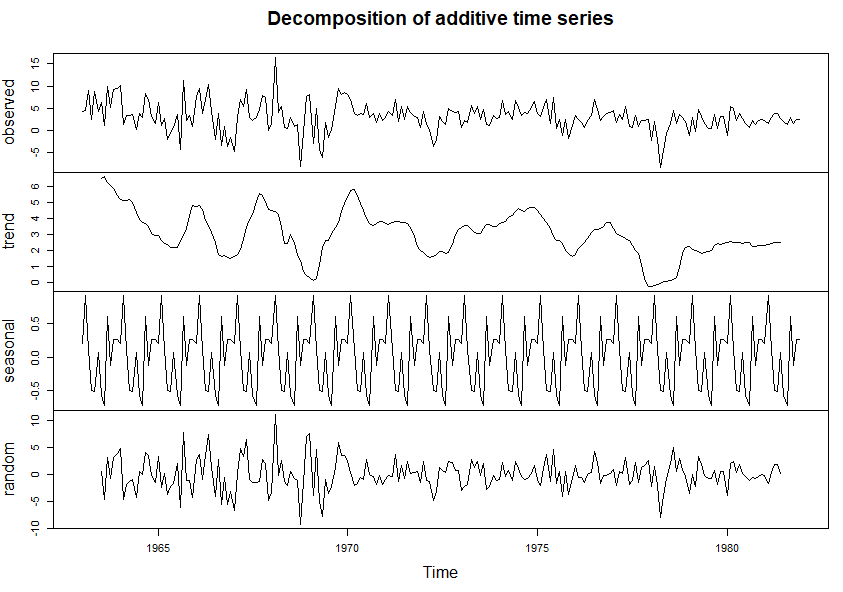 Decomposition of additive time series
observed
-5 0 5 10 15
trend
0 1 2 3 4 5 6
seasonal
-0.5 0.0 0.5
random
-10 -5 0 5 10
1965 1970 1975 1980
Time